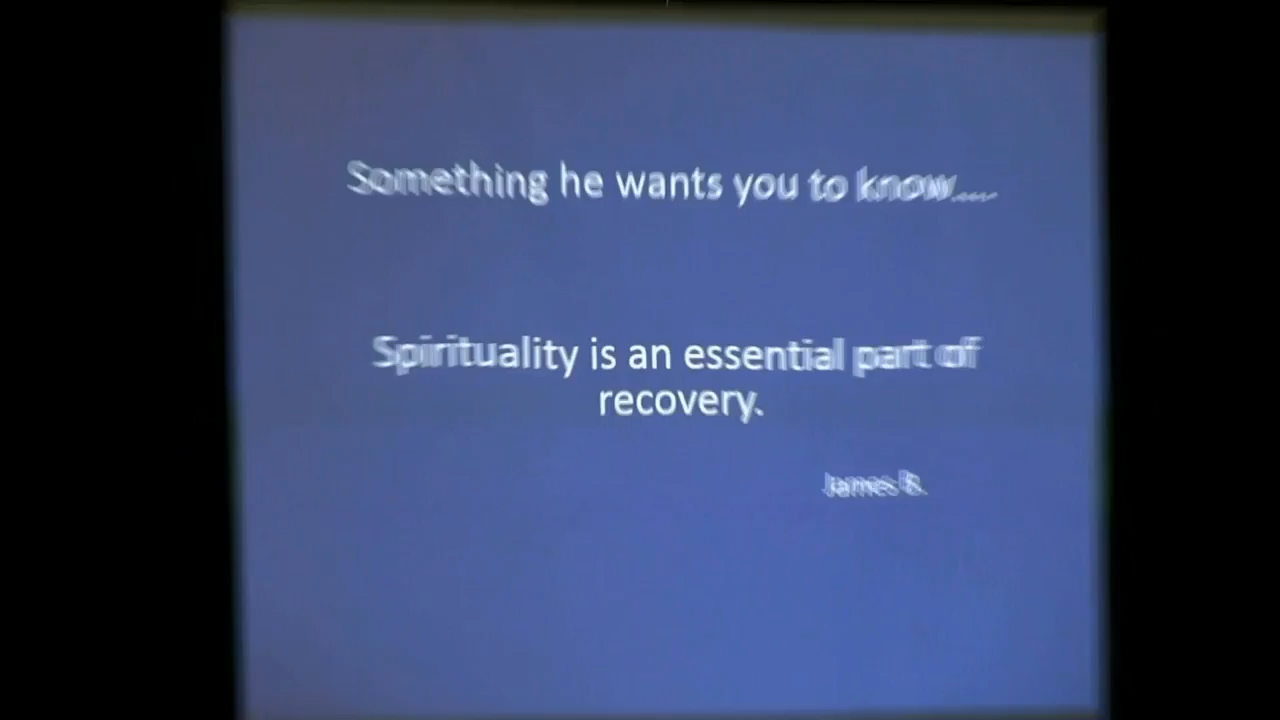 Something he wants you to know....
Spirituality is an essential part of
recovery.
James B.